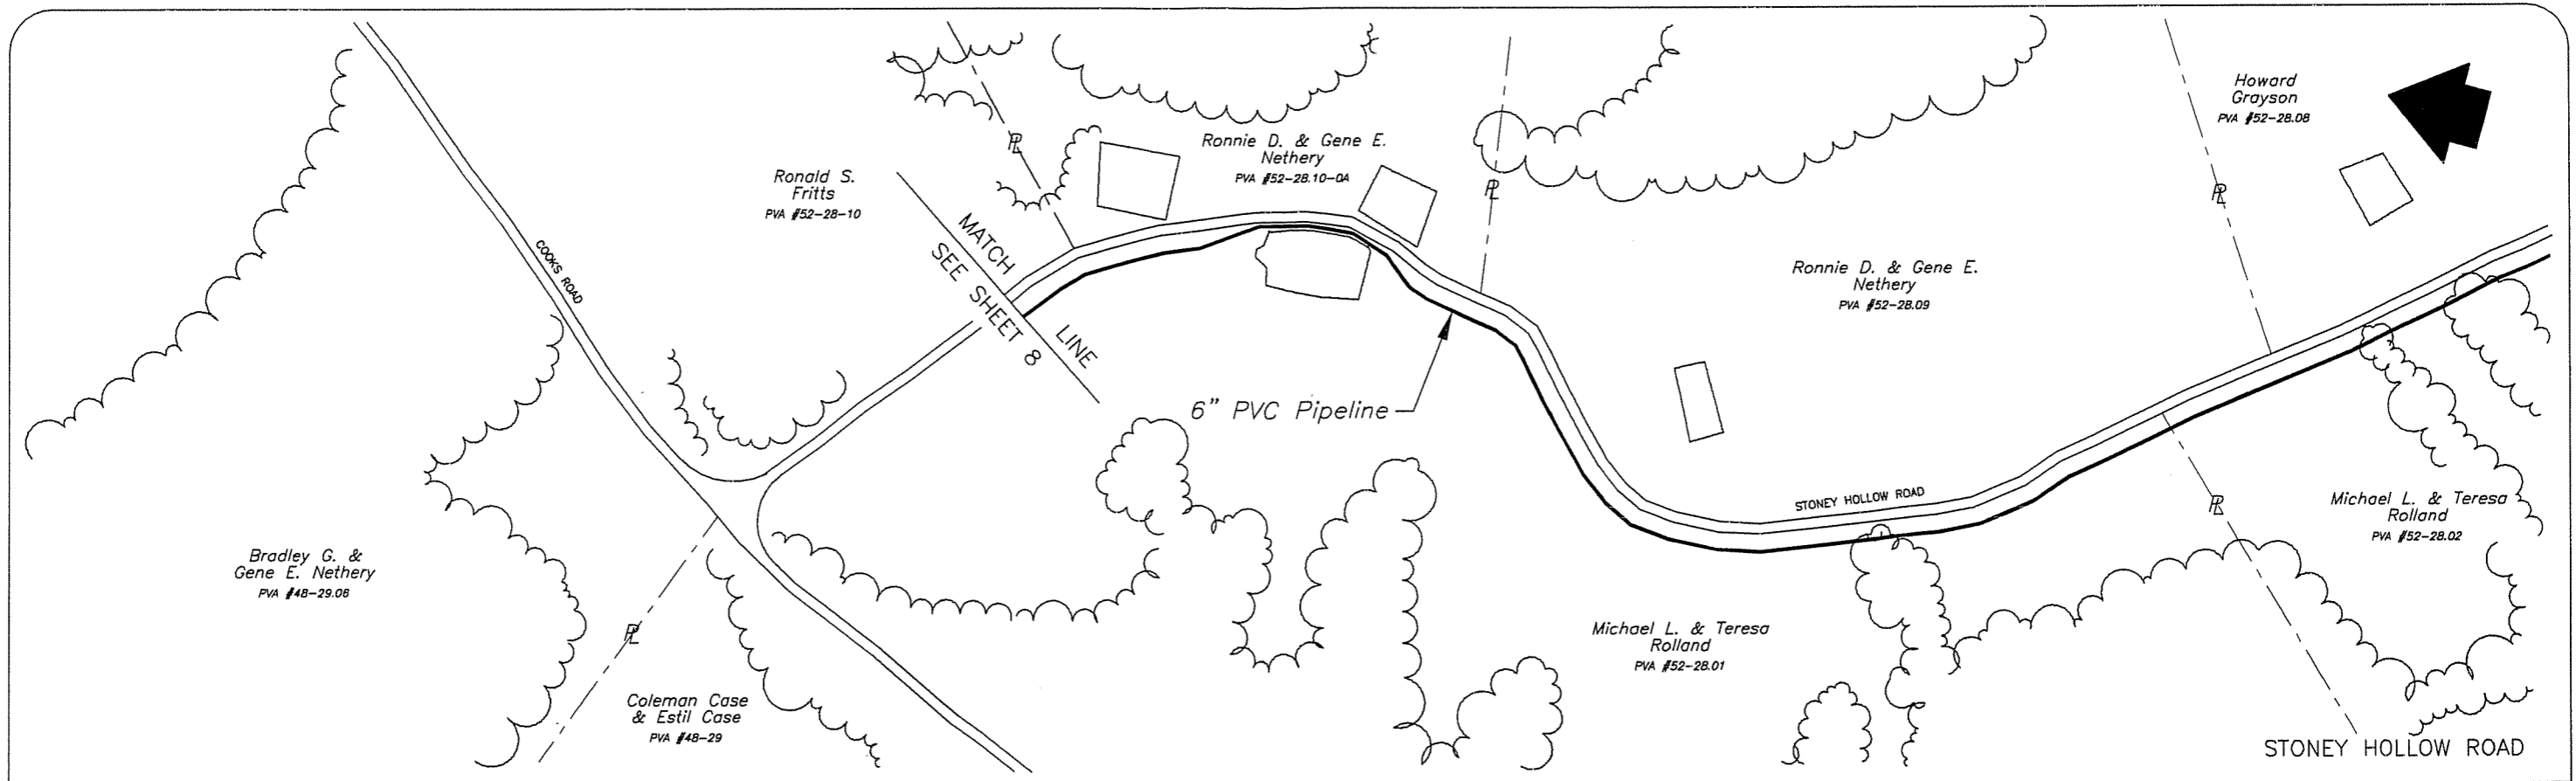 Howard
Grayson
PVA #52-28.08
Ronnie D. & Gene E.
Nethery
PVA #52-28.10-0A
Ronald S.
Fritts
PVA #52-28-10
PL
PL
PL
COOKS ROAD
MATCH LINE
SEE SHEET 8
Ronnie D. & Gene E.
Nethery
PVA #52-28.09
6" PVC Pipeline
STONEY HOLLOW ROAD
Michael L. & Teresa
Rolland
PVA #52-28.02
PL
Bradley G. &
Gene E. Nethery
PVA #48-29.06
PL
Michael L. & Teresa
Rolland
PVA #52-28.01
Coleman Case
& Estil Case
PVA #48-29
STONEY HOLLOW ROAD